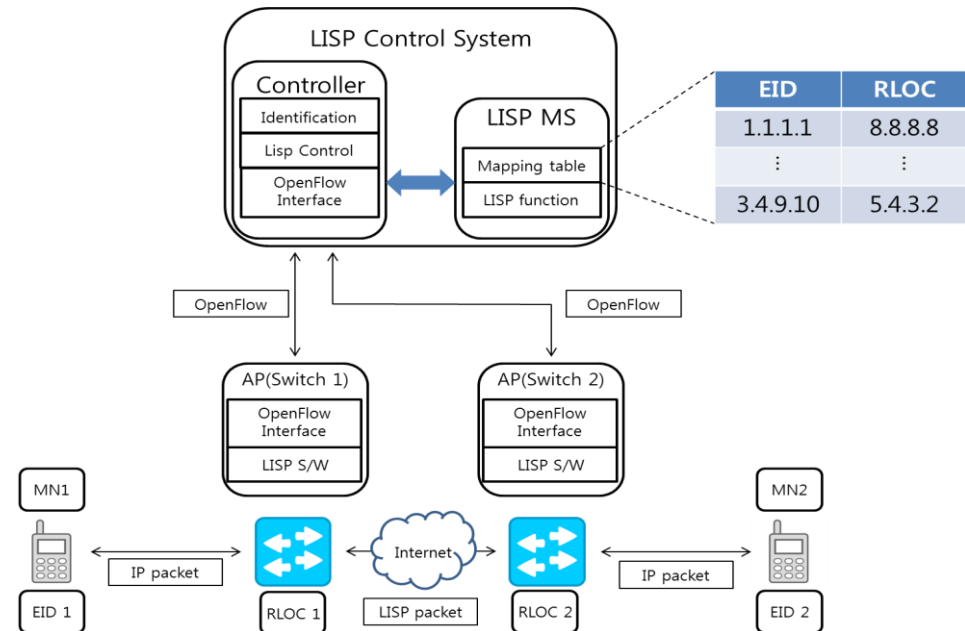 LISP Control System
Controller
Identification
Lisp Control
OpenFlow
Interface
LISP MS
Mapping table
LISP function
EID RLOC
1.1.1.1 8.8.8.8
⋮ ⋮
3.4.9.10 5.4.3.2
OpenFlow
OpenFlow
AP(Switch 1)
OpenFlow
Interface
LISP S/W
AP(Switch 2)
OpenFlow
Interface
LISP S/W
MN1
MN2
Internet
IP packet
IP packet
EID 1
RLOC 1
LISP packet
RLOC 2
EID 2